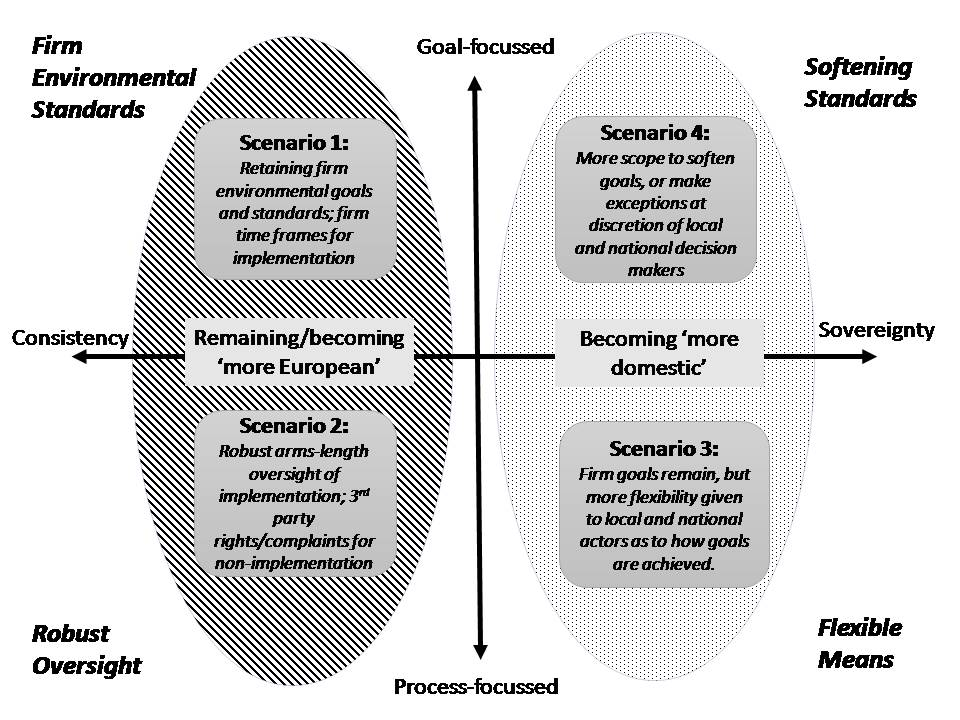 Firm
Environmental
Standards
Goal-focussed
Softening
Standards
Scenario 1:
Retaining firm
environmental goals
and standards; firm
time frames for
implementation
Scenario 4:
More scope to soften
goals, or make
exceptions at
discretion of local
and national decision
makers
Consistency
Remaining/becoming
‘more European’
Becoming ‘more
domestic’
Sovereignty
Scenario 2:
Robust arms-length
oversight of
implementation; 3rd
party
rights/complaints for
non-implementation
Scenario 3:
Firm goals remain, but
more flexibility given
to local and national
actors as to how goals
are achieved.
Robust
Oversight
Process-focussed
Flexible
Means